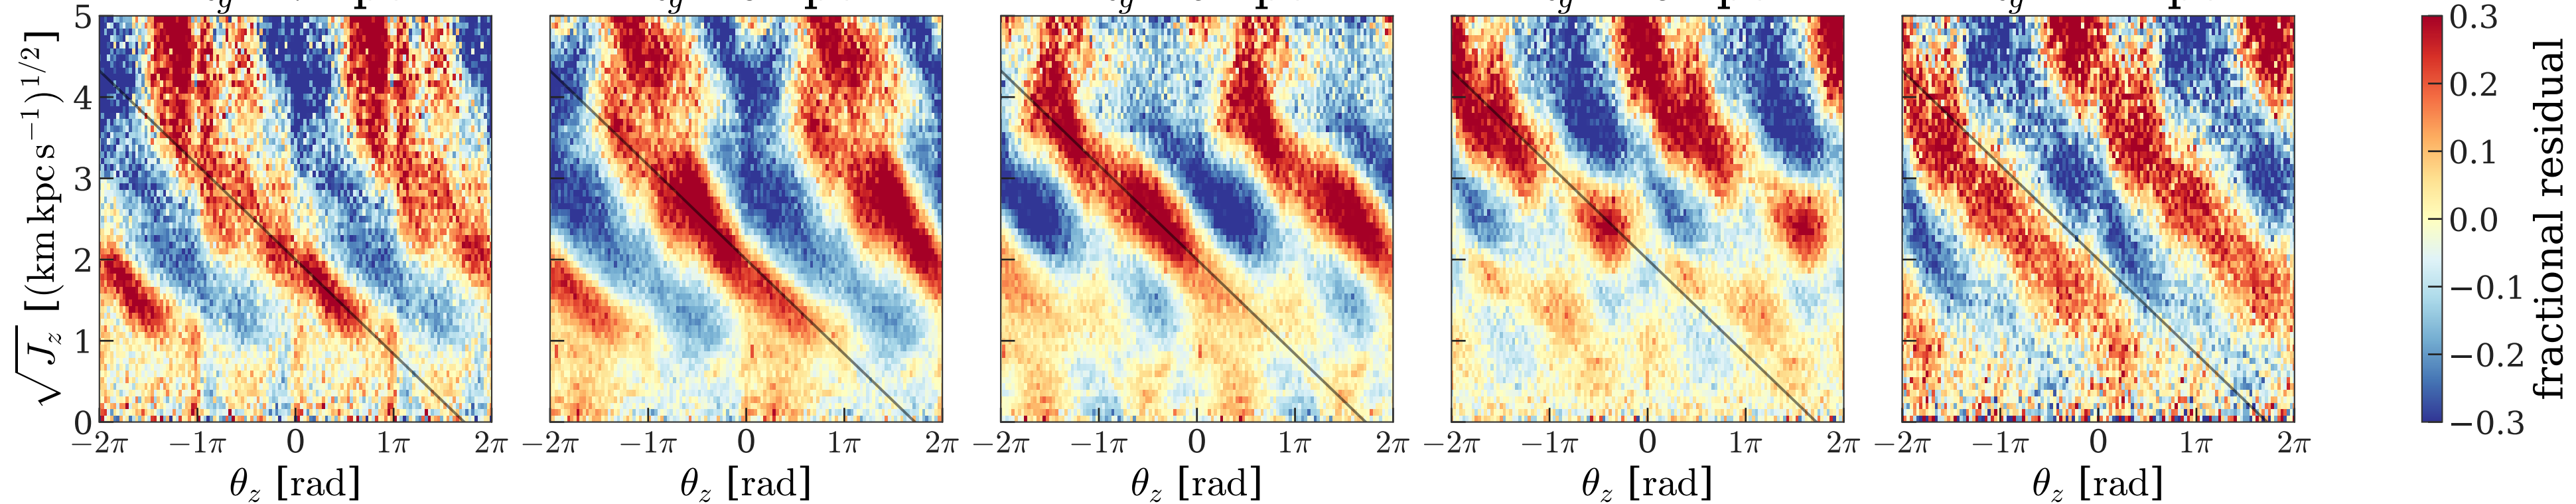 5 4 3 2 1 0
√J_z [(km kpc s⁻¹)^{1/2}]
−2π −1π 0 1π 2π −2π −1π 0 1π 2π −2π −1π 0 1π 2π −2π −1π 0 1π 2π −2π −1π 0 1π 2π
θ_z [rad] θ_z [rad] θ_z [rad] θ_z [rad] θ_z [rad]
0.3
0.2
0.1
0.0
−0.1
−0.2
−0.3
fractional residual